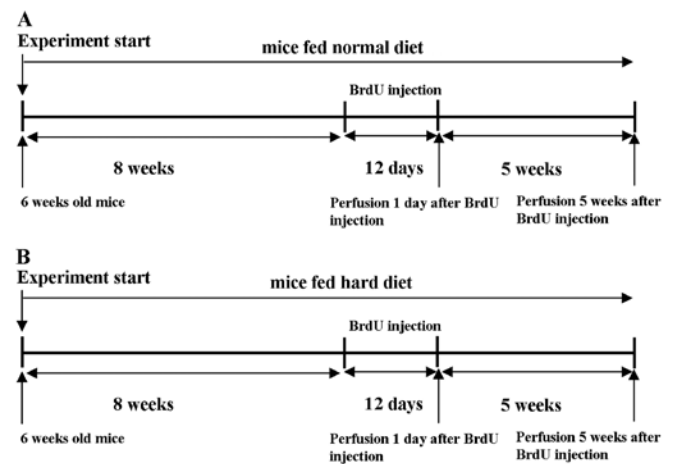 A
Experiment start
mice fed normal diet
BrdU injection
8 weeks
12 days
5 weeks
6 weeks old mice
Perfusion 1 day after BrdU
injection
Perfusion 5 weeks after
BrdU injection
B
Experiment start
mice fed hard diet
BrdU injection
8 weeks
12 days
5 weeks
6 weeks old mice
Perfusion 1 day after BrdU
injection
Perfusion 5 weeks after
BrdU injection